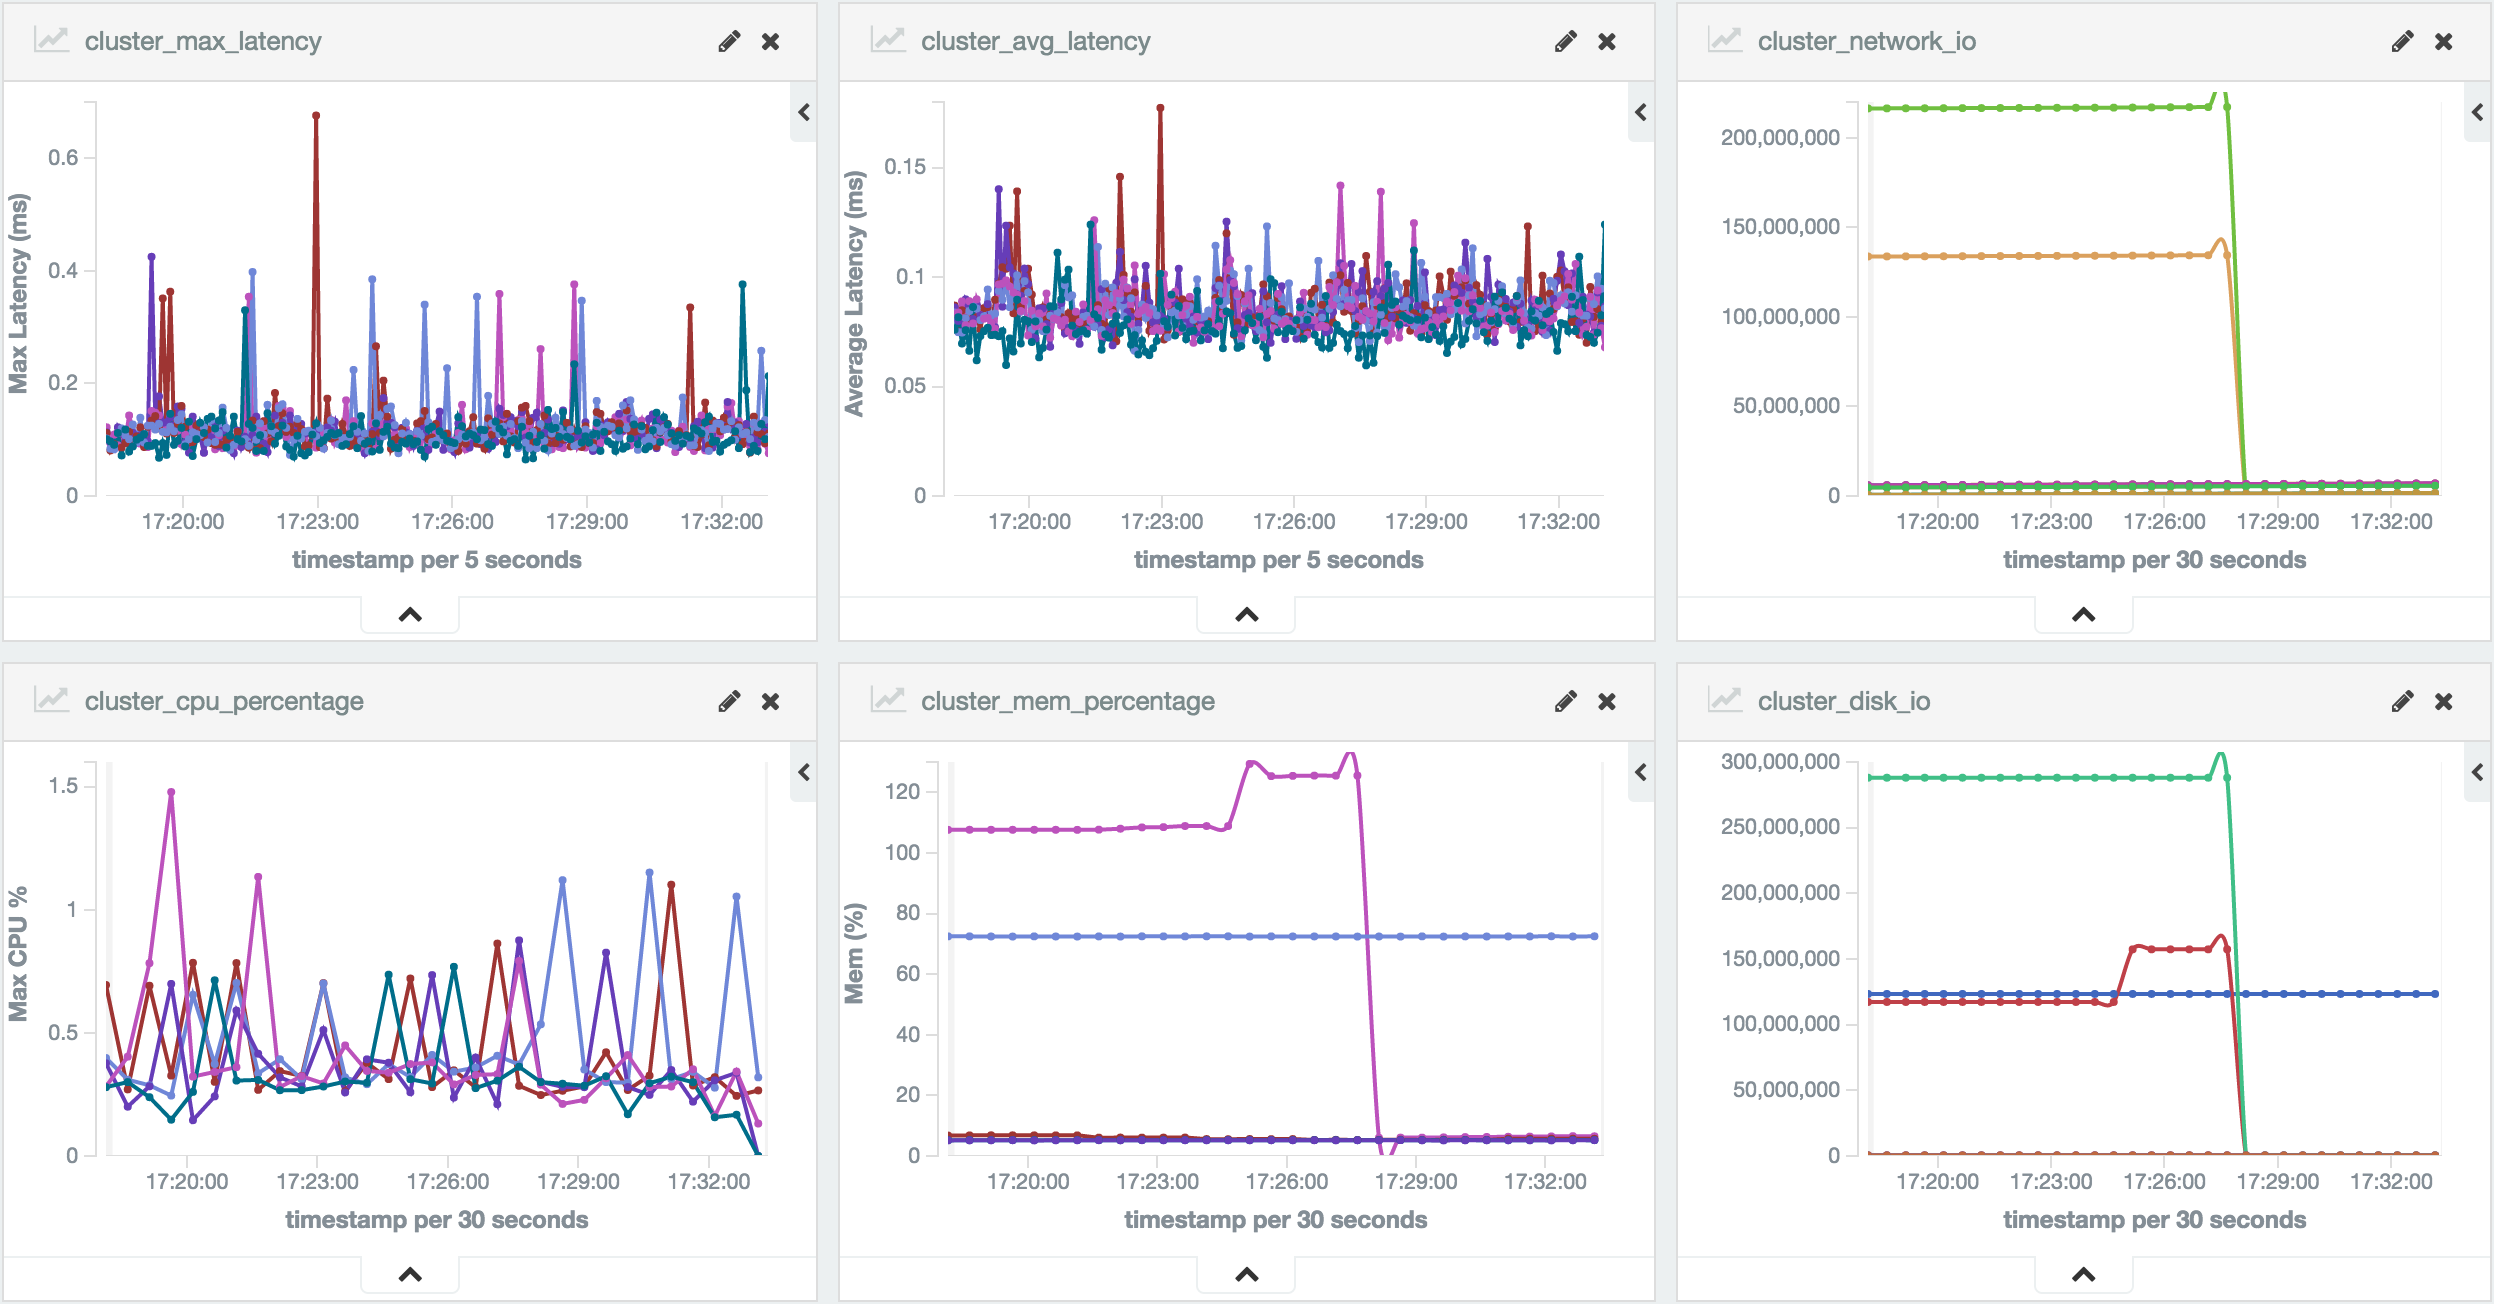 cluster_max_latency
Max Latency (ms)
0.6
0.4
0.2
0
17:20:00 17:23:00 17:26:00 17:29:00 17:32:00
timestamp per 5 seconds
cluster_avg_latency
Average Latency (ms)
0.15
0.1
0.05
0
17:20:00 17:23:00 17:26:00 17:29:00 17:32:00
timestamp per 5 seconds
cluster_network_io
200,000,000
150,000,000
100,000,000
50,000,000
0
17:20:00 17:23:00 17:26:00 17:29:00 17:32:00
timestamp per 30 seconds
cluster_cpu_percentage
Max CPU %
1.5
1
0.5
0
17:20:00 17:23:00 17:26:00 17:29:00 17:32:00
timestamp per 30 seconds
cluster_mem_percentage
Mem (%)
120
100
80
60
40
20
0
17:20:00 17:23:00 17:26:00 17:29:00 17:32:00
timestamp per 30 seconds
cluster_disk_io
300,000,000
250,000,000
200,000,000
150,000,000
100,000,000
50,000,000
0
17:20:00 17:23:00 17:26:00 17:29:00 17:32:00
timestamp per 30 seconds